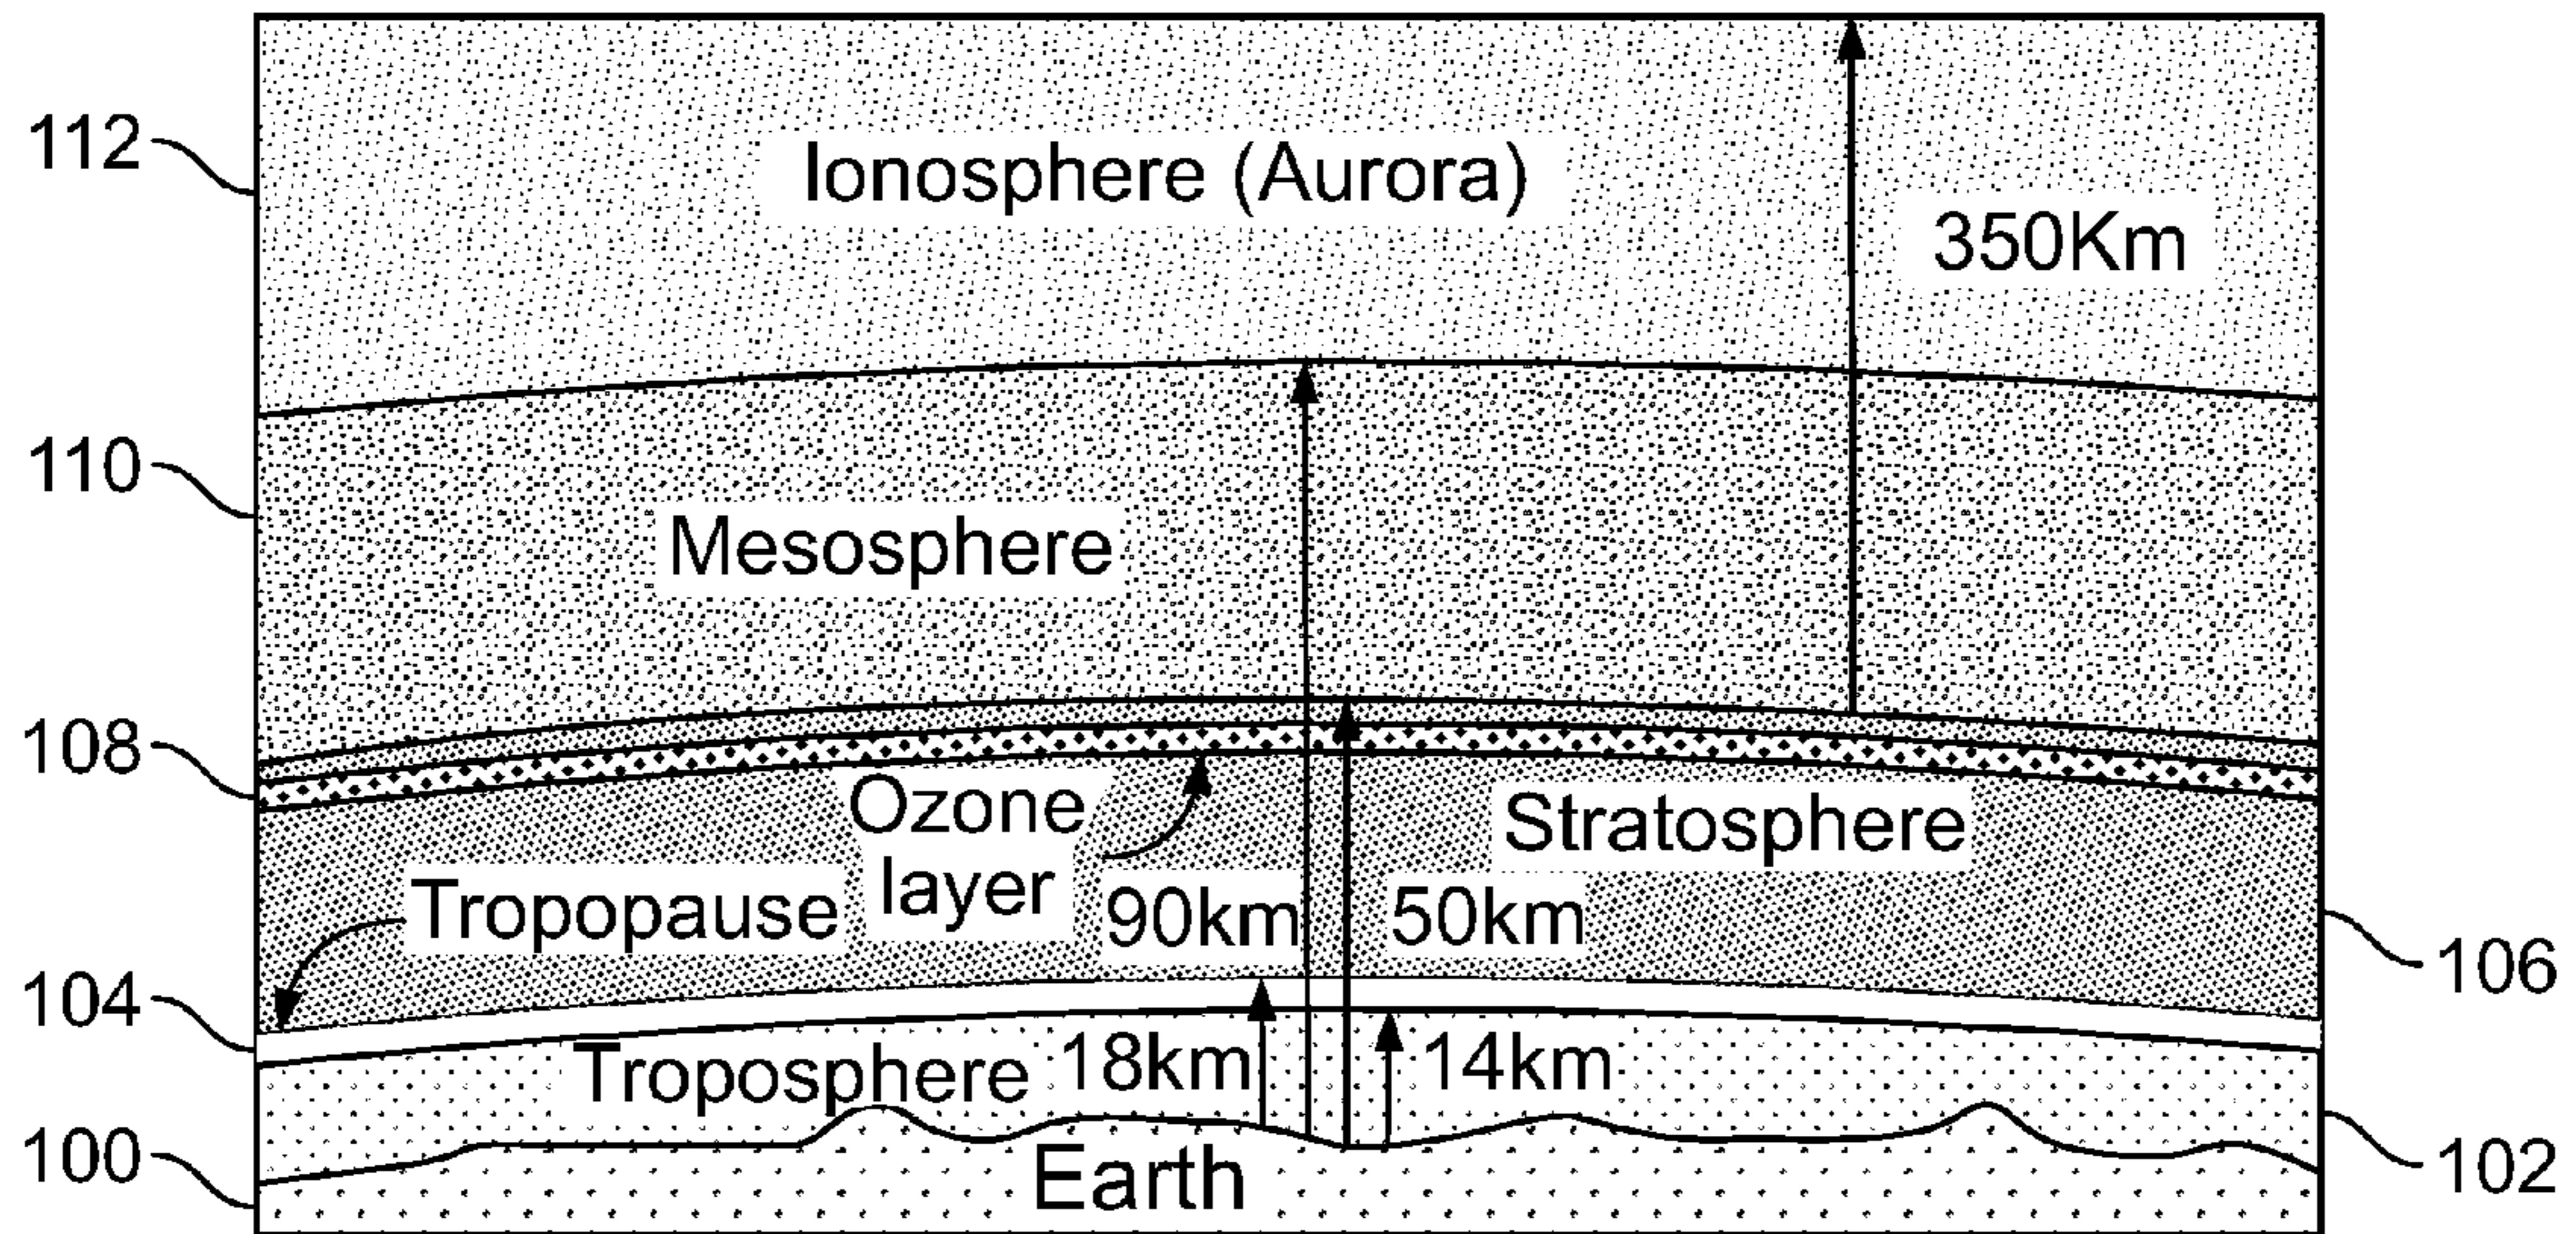 112
Ionosphere (Aurora)
350Km
110
Mesosphere
108
Ozone
layer
Stratosphere
Tropopause
90km
50km
106
104
Troposphere
18km
14km
100
Earth
102